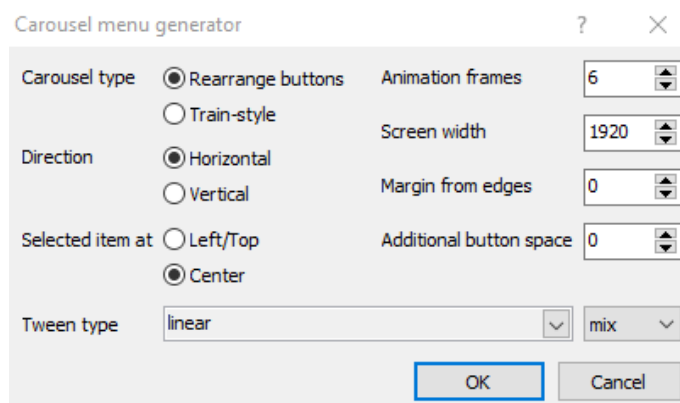 Carousel menu generator ? ×
Carousel type Rearrange buttons Animation frames 6
Train-style
Screen width 1920
Direction Horizontal
Vertical
Margin from edges 0
Selected item at Left/Top Additional button space 0
Center
Tween type linear mix
OK Cancel